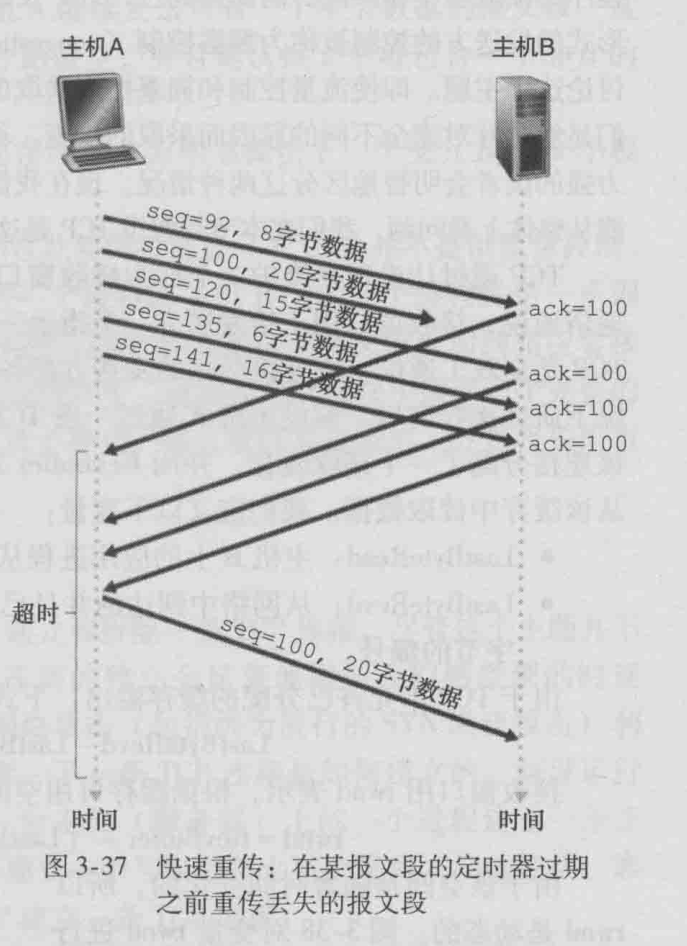 主机A
主机B
seq=92, 8字节数据
seq=100, 20字节数据
seq=120, 15字节数据
seq=135, 6字节数据
seq=141, 16字节数据
ack=100
ack=100
ack=100
ack=100
超时
seq=100, 20字节数据
时间
时间
图 3-37 快速重传：在某报文段的定时器过期
之前重传丢失的报文段